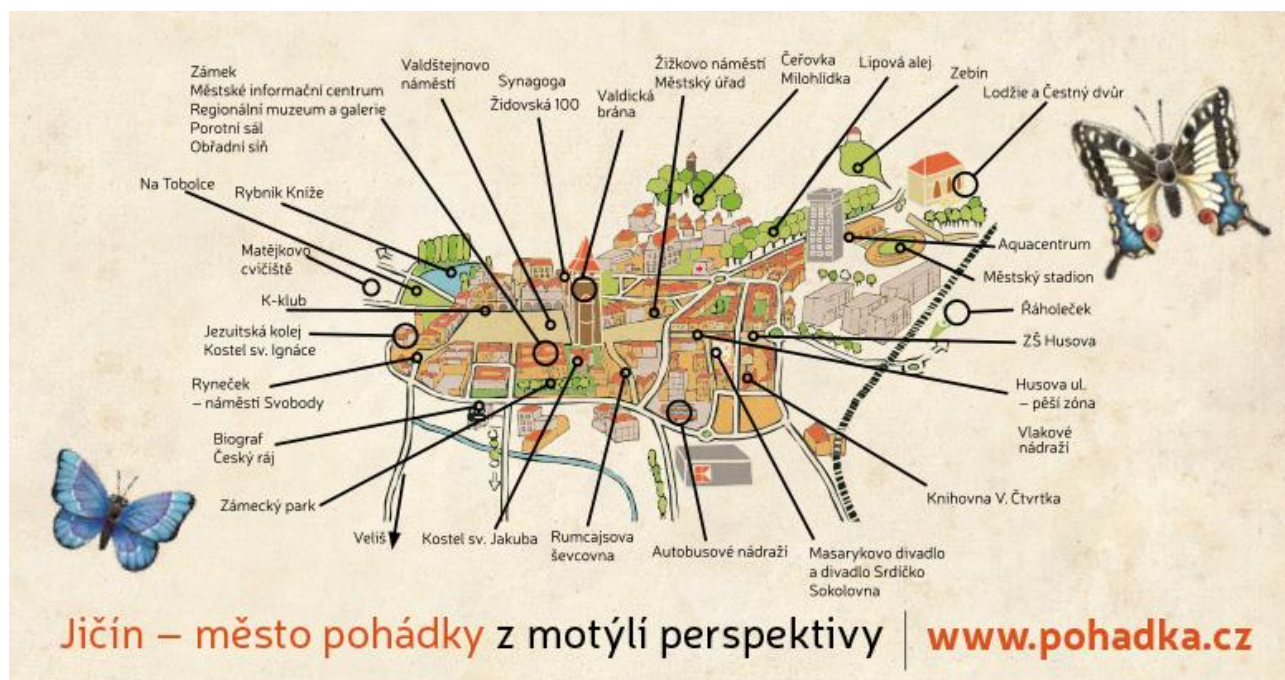 Zámek
Městské informační centrum
Regionální muzeum a galerie
Porotní sál
Obřadní síň
Valdštejnovo
náměstí
Synagoga
Židovská 100
Valdická
brána
Žižkovo náměstí
Městský úřad
Čeřovka
Milohlídka
Lipová alej
Zebín
Lodžie a Čestný dvůr
Na Tobolce
Rybník Kníže
Matějkovo
cvičiště
K-klub
Jezuitská kolej
Kostel sv. Ignáce
Ryneček
– náměstí Svobody
Biograf
Český ráj
Zámecký park
Veliš
Kostel sv. Jakuba
Rumcajsova
ševcovna
Autobusové nádraží
Masarykovo divadlo
a divadlo Srdíčko
Sokolovna
Knihovna V. Čtvrtka
Vlakové
nádraží
Husova ul.
– pěší zóna
ZŠ Husova
Řáholeček
Městský stadion
Aquacentrum
K
Jičín – město pohádky z motýlí perspektivy
www.pohadka.cz